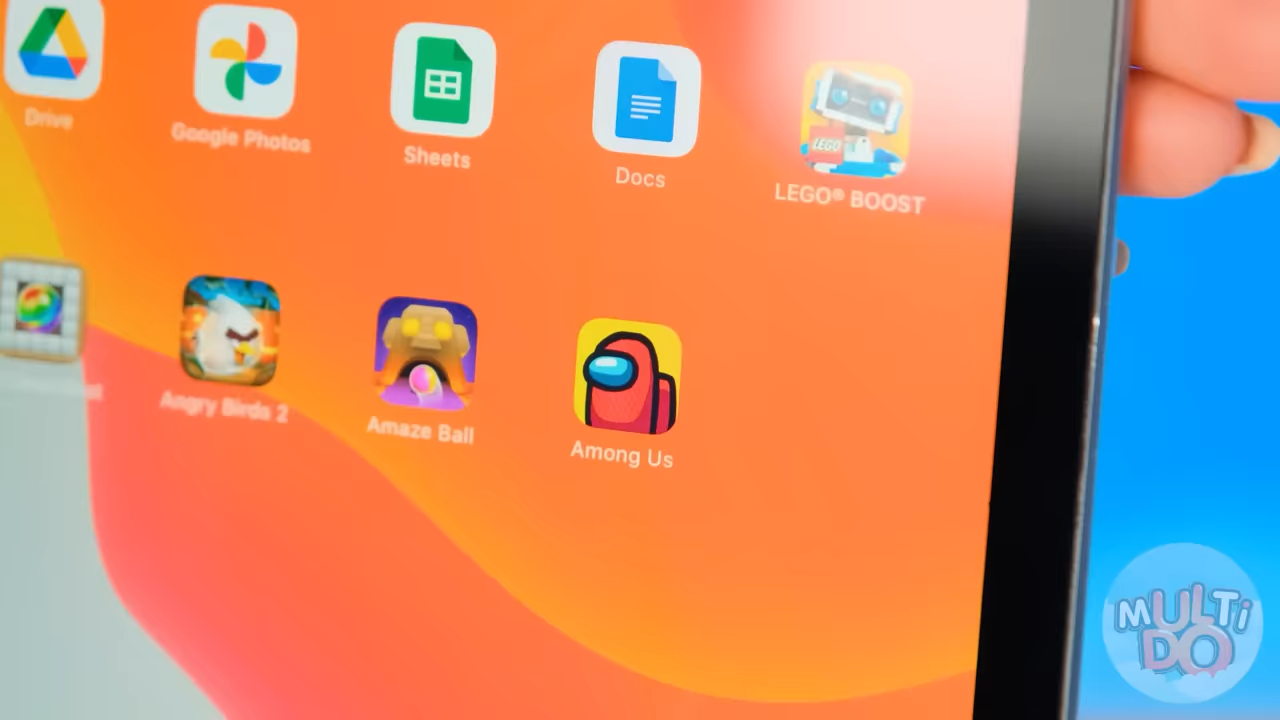 Drive
Google Photos
Sheets
Docs
LEGO
LEGO® BOOST
Angry Birds 2
Amaze Ball
Among Us
MULTi
DO